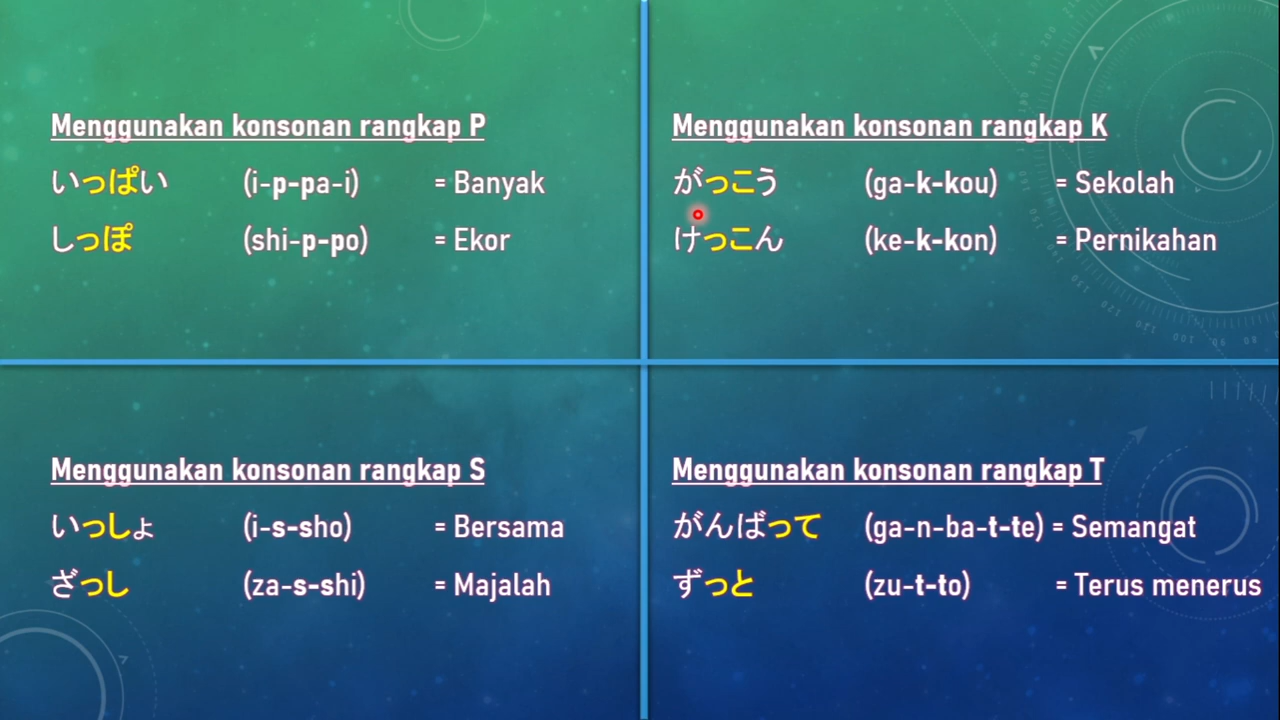 Menggunakan konsonan rangkap P
いっぱい (i-p-pa-i) = Banyak
しっぽ (shi-p-po) = Ekor
Menggunakan konsonan rangkap K
がっこう (ga-k-kou) = Sekolah
けっこん (ke-k-kon) = Pernikahan
Menggunakan konsonan rangkap S
いっしょ (i-s-sho) = Bersama
ざっし (za-s-shi) = Majalah
Menggunakan konsonan rangkap T
がんばって (ga-n-ba-t-te) = Semangat
ずっと (zu-t-to) = Terus menerus